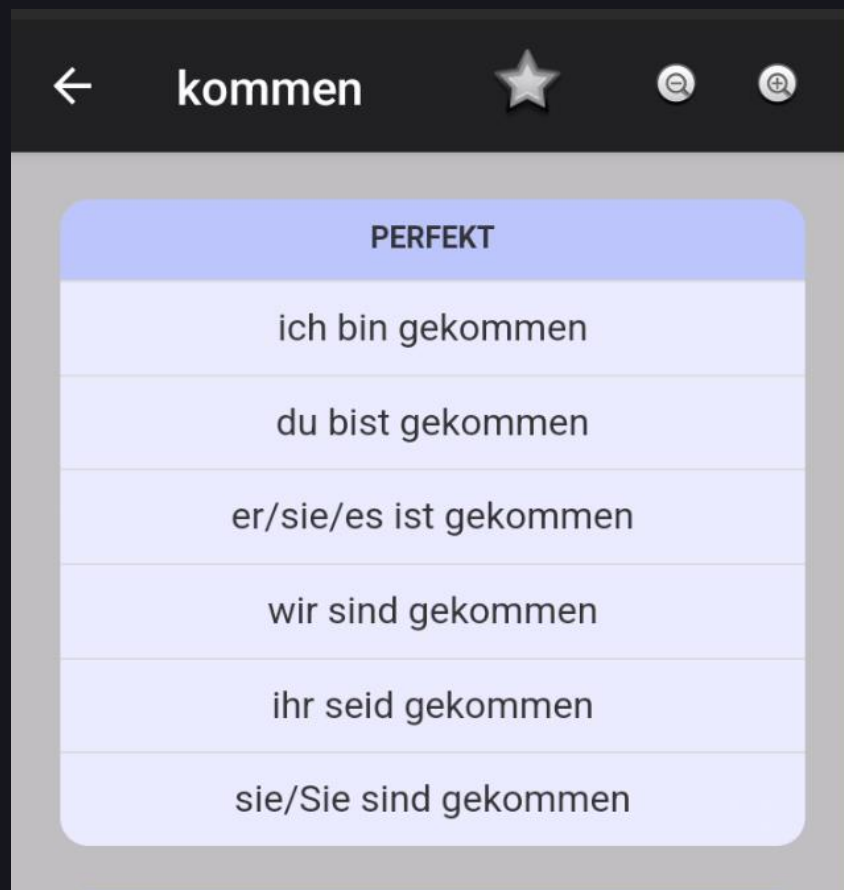 kommen
PERFEKT
ich bin gekommen
du bist gekommen
er/sie/es ist gekommen
wir sind gekommen
ihr seid gekommen
sie/Sie sind gekommen